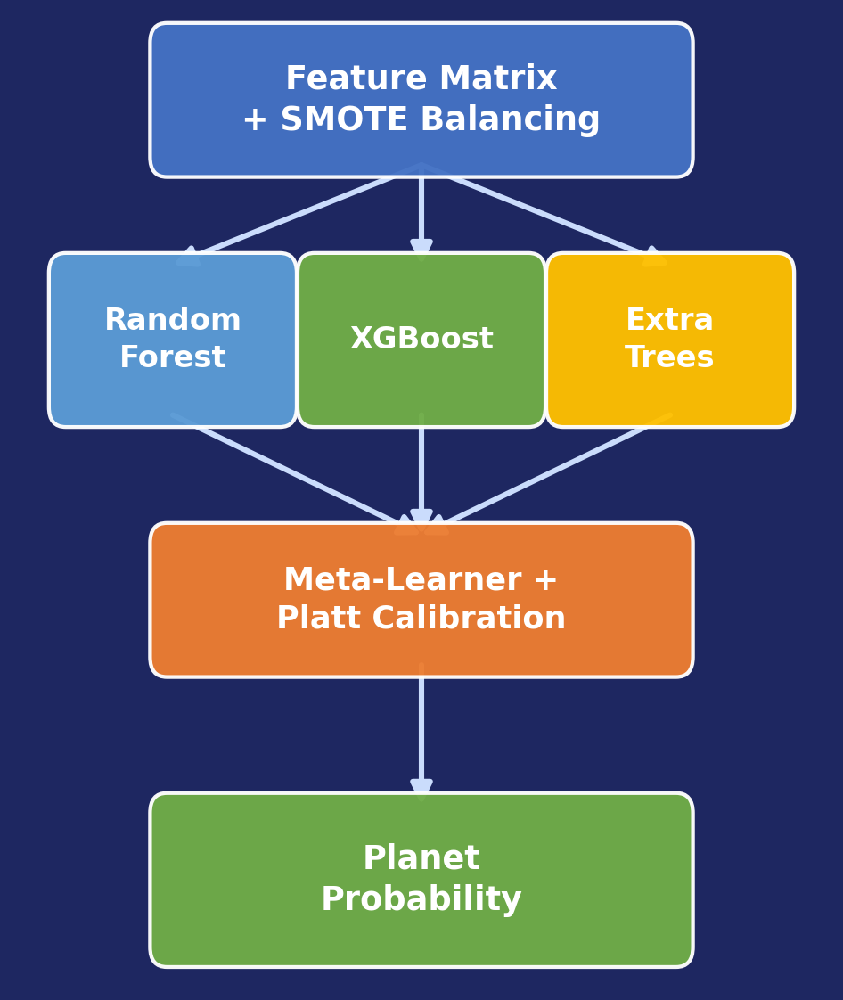 Feature Matrix
+ SMOTE Balancing
Random
Forest
XGBoost
Extra
Trees
Meta-Learner +
Platt Calibration
Planet
Probability